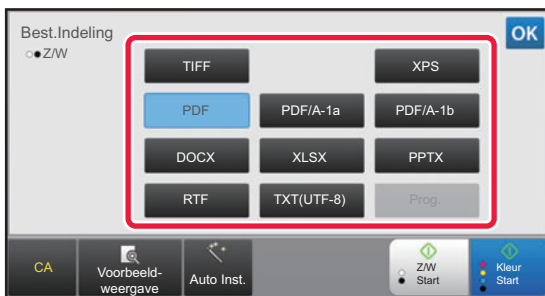 Best.Indeling
OK
Z/W
TIFF
XPS
PDF
PDF/A-1a
PDF/A-1b
DOCX
XLSX
PPTX
RTF
TXT(UTF-8)
Prog.
CA
Voorbeeld-
weergave
Auto Inst.
Z/W
Start
Kleur
Start